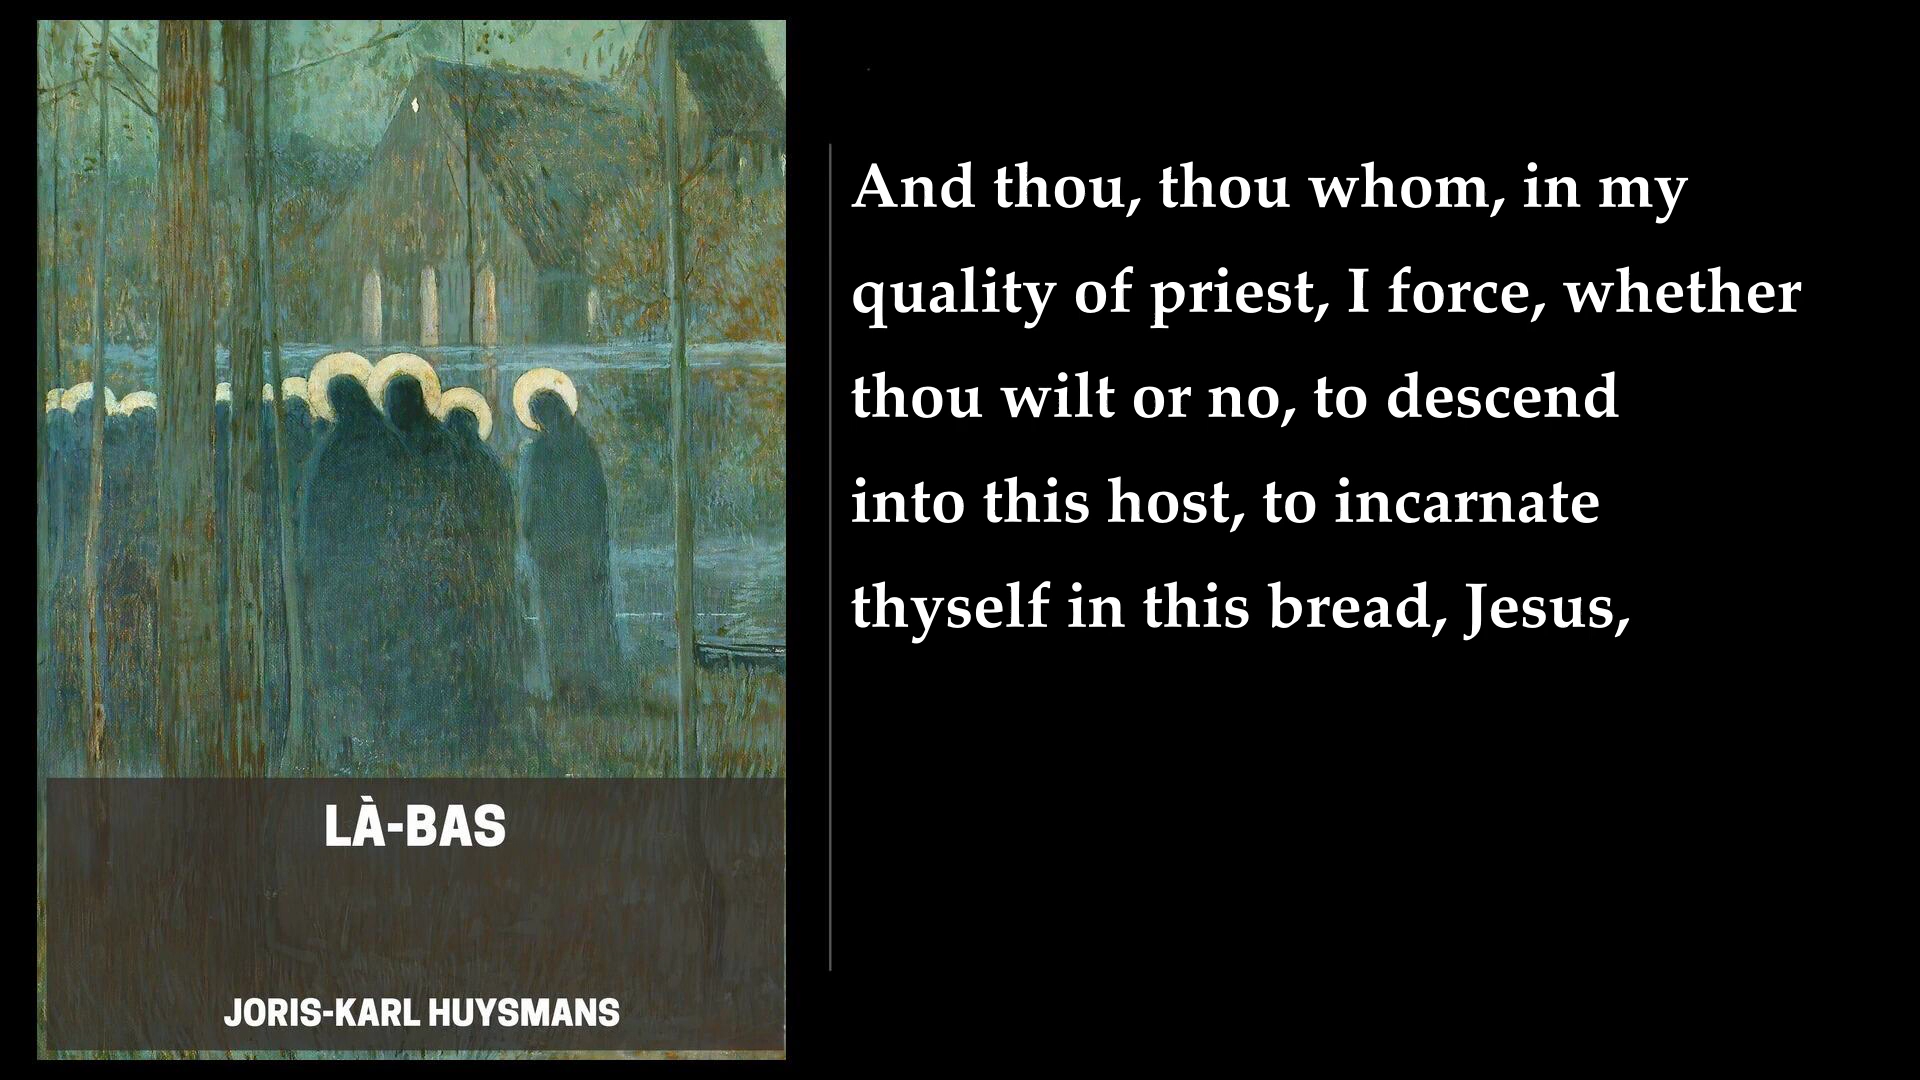 And thou, thou whom, in my
quality of priest, I force, whether
thou wilt or no, to descend
into this host, to incarnate
thyself in this bread, Jesus,
LÀ-BAS
JORIS-KARL HUYSMANS